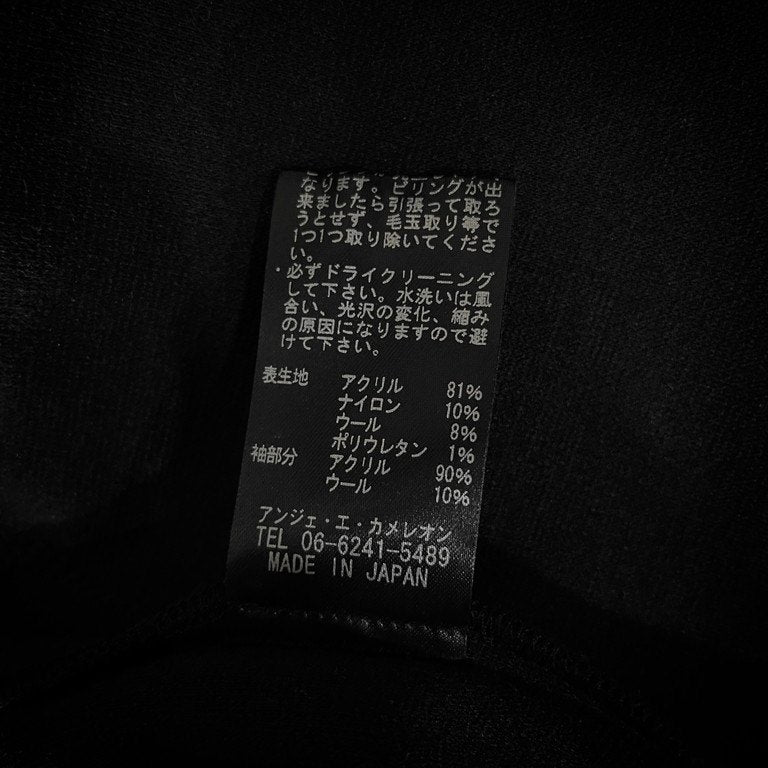 なります。ピリングが出
来ましたら引張って取ろ
うとせず、毛玉取り等で
1つ1つ取り除いてくださ
い。
・必ずドライクリーニング
して下さい。水洗いは風
合い、光沢の変化、縮み
の原因になりますので避
けて下さい。
表生地 アクリル 81%
ナイロン 10%
ウール 8%
ポリウレタン 1%
袖部分 アクリル 90%
ウール 10%
アンジェ・エ・カメレオン
TEL 06-6241-5489
MADE IN JAPAN